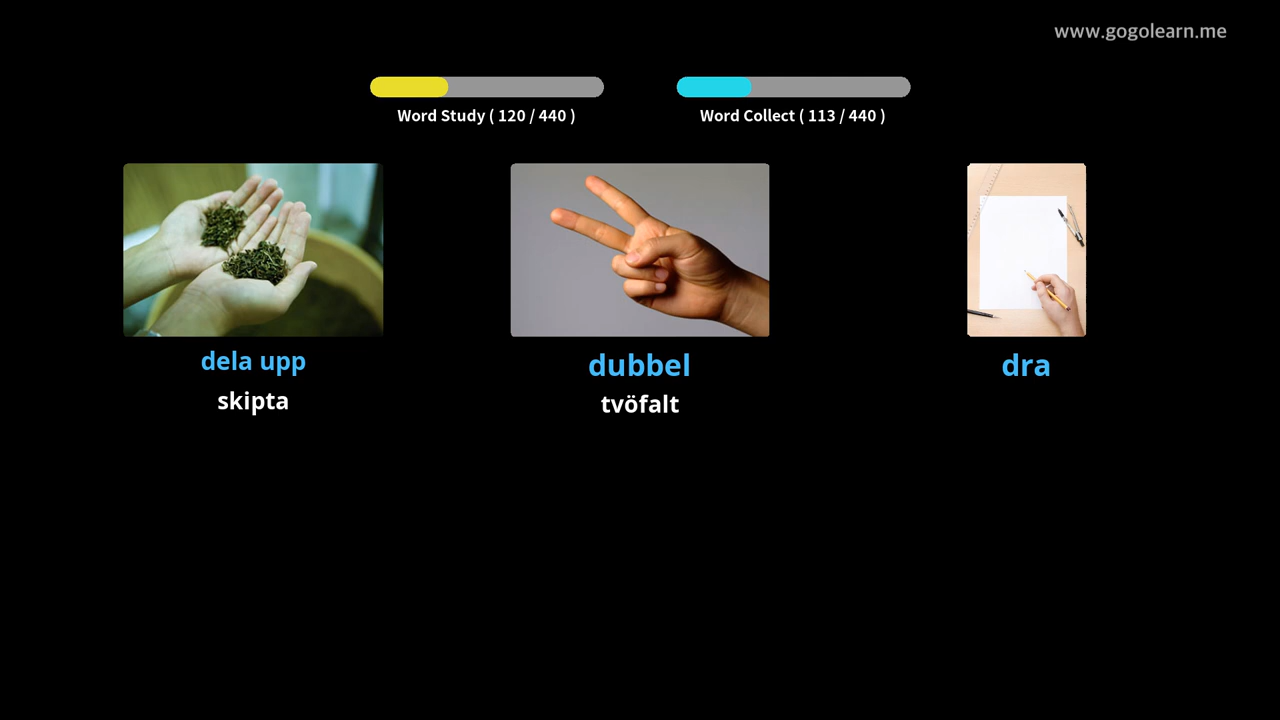 www.gogolearn.me
Word Study ( 120 / 440 )
Word Collect ( 113 / 440 )
dela upp
skipta
dubbel
tvöfalt
dra